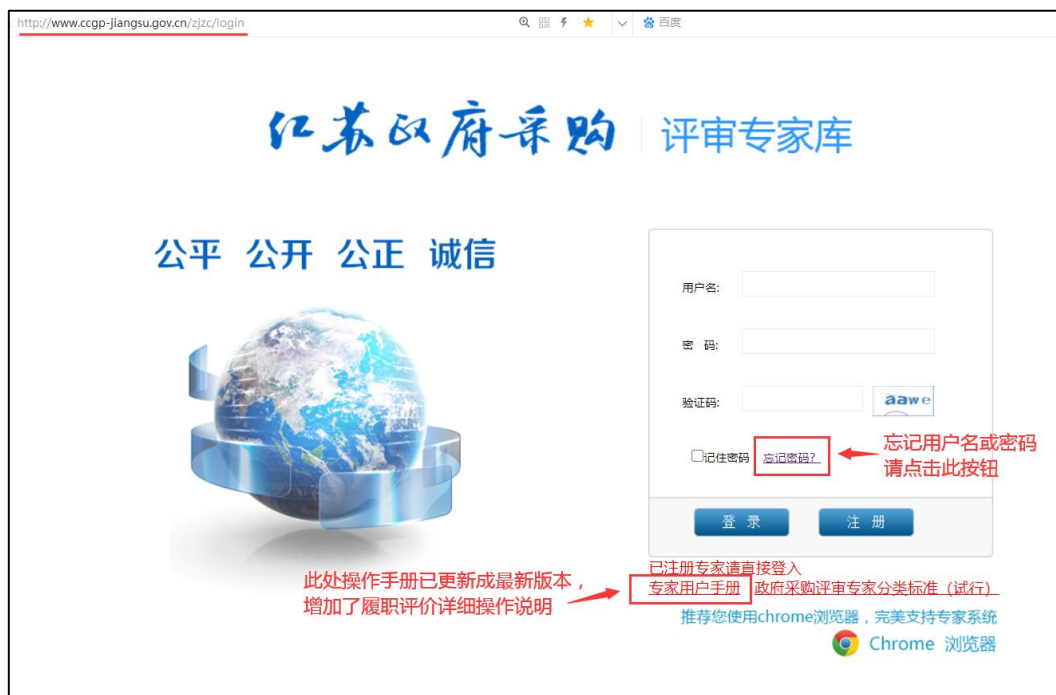 http://www.ccgp-jiangsu.gov.cn/zjzc/login 百度
江苏政府采购 评审专家库
公平 公开 公正 诚信
用户名:
密 码:
验证码: aawe
记住密码 忘记密码?
忘记用户名或密码
请点击此按钮
登 录 注 册
已注册专家请直接登入
此处操作手册已更新成最新版本，
增加了履职评价详细操作说明
专家用户手册 政府采购评审专家分类标准（试行）
推荐您使用chrome浏览器，完美支持专家系统
Chrome 浏览器